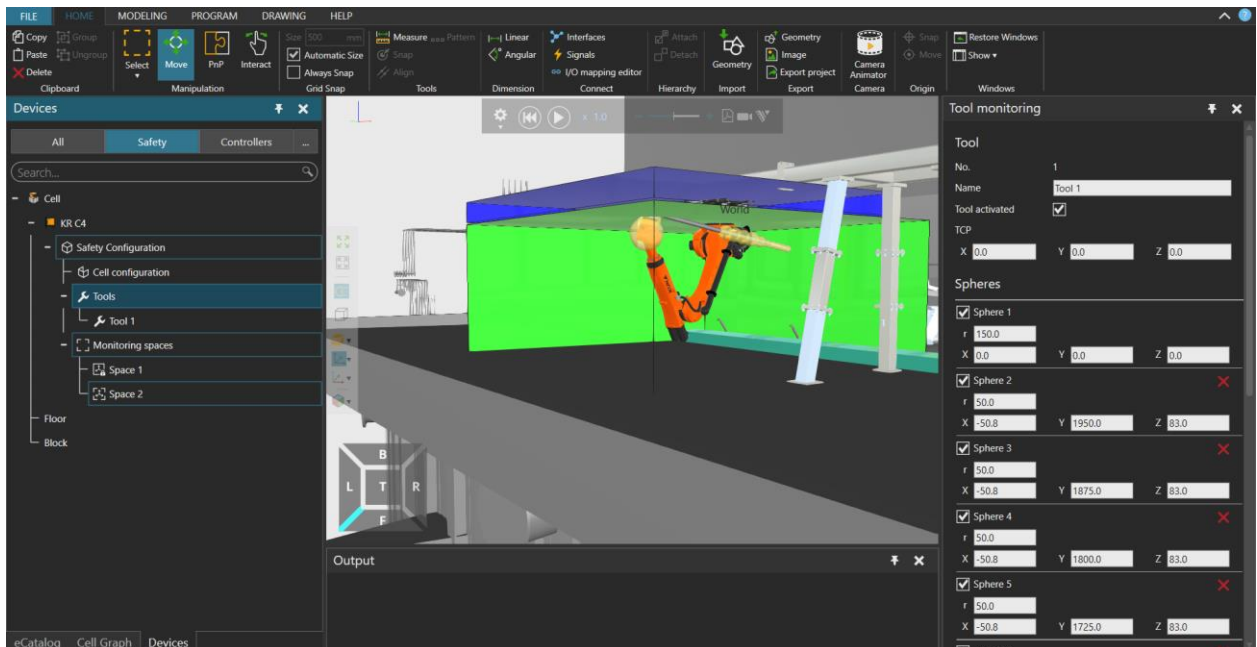 FILE HOME MODELING PROGRAM DRAWING HELP
Copy Group Size 500 mm Measure Pattern Linear Interfaces Attach Geometry Snap Restore Windows
Paste Ungroup Select Move PnP Interact Automatic Size Snap Angular Signals Detach Geometry Image Camera Animator Move Show
Delete Always Snap Align I/O mapping editor Export project
Clipboard Manipulation Grid Snap Tools Dimension Connect Hierarchy Import Export Camera Origin Windows
Devices
All Safety Controllers ...
Search...
Cell
KR C4
Safety Configuration
Cell configuration
Tools
Tool 1
Monitoring spaces
Space 1
Space 2
Floor
Block
eCatalog Cell Graph Devices
x 1.0
World
B
L T R
F
Output
Tool monitoring
Tool
No. 1
Name Tool 1
Tool activated
TCP
X 0.0 Y 0.0 Z 0.0
Spheres
Sphere 1
r 150.0
X 0.0 Y 0.0 Z 0.0
Sphere 2
r 50.0
X -50.8 Y 1950.0 Z 83.0
Sphere 3
r 50.0
X -50.8 Y 1875.0 Z 83.0
Sphere 4
r 50.0
X -50.8 Y 1800.0 Z 83.0
Sphere 5
r 50.0
X -50.8 Y 1725.0 Z 83.0